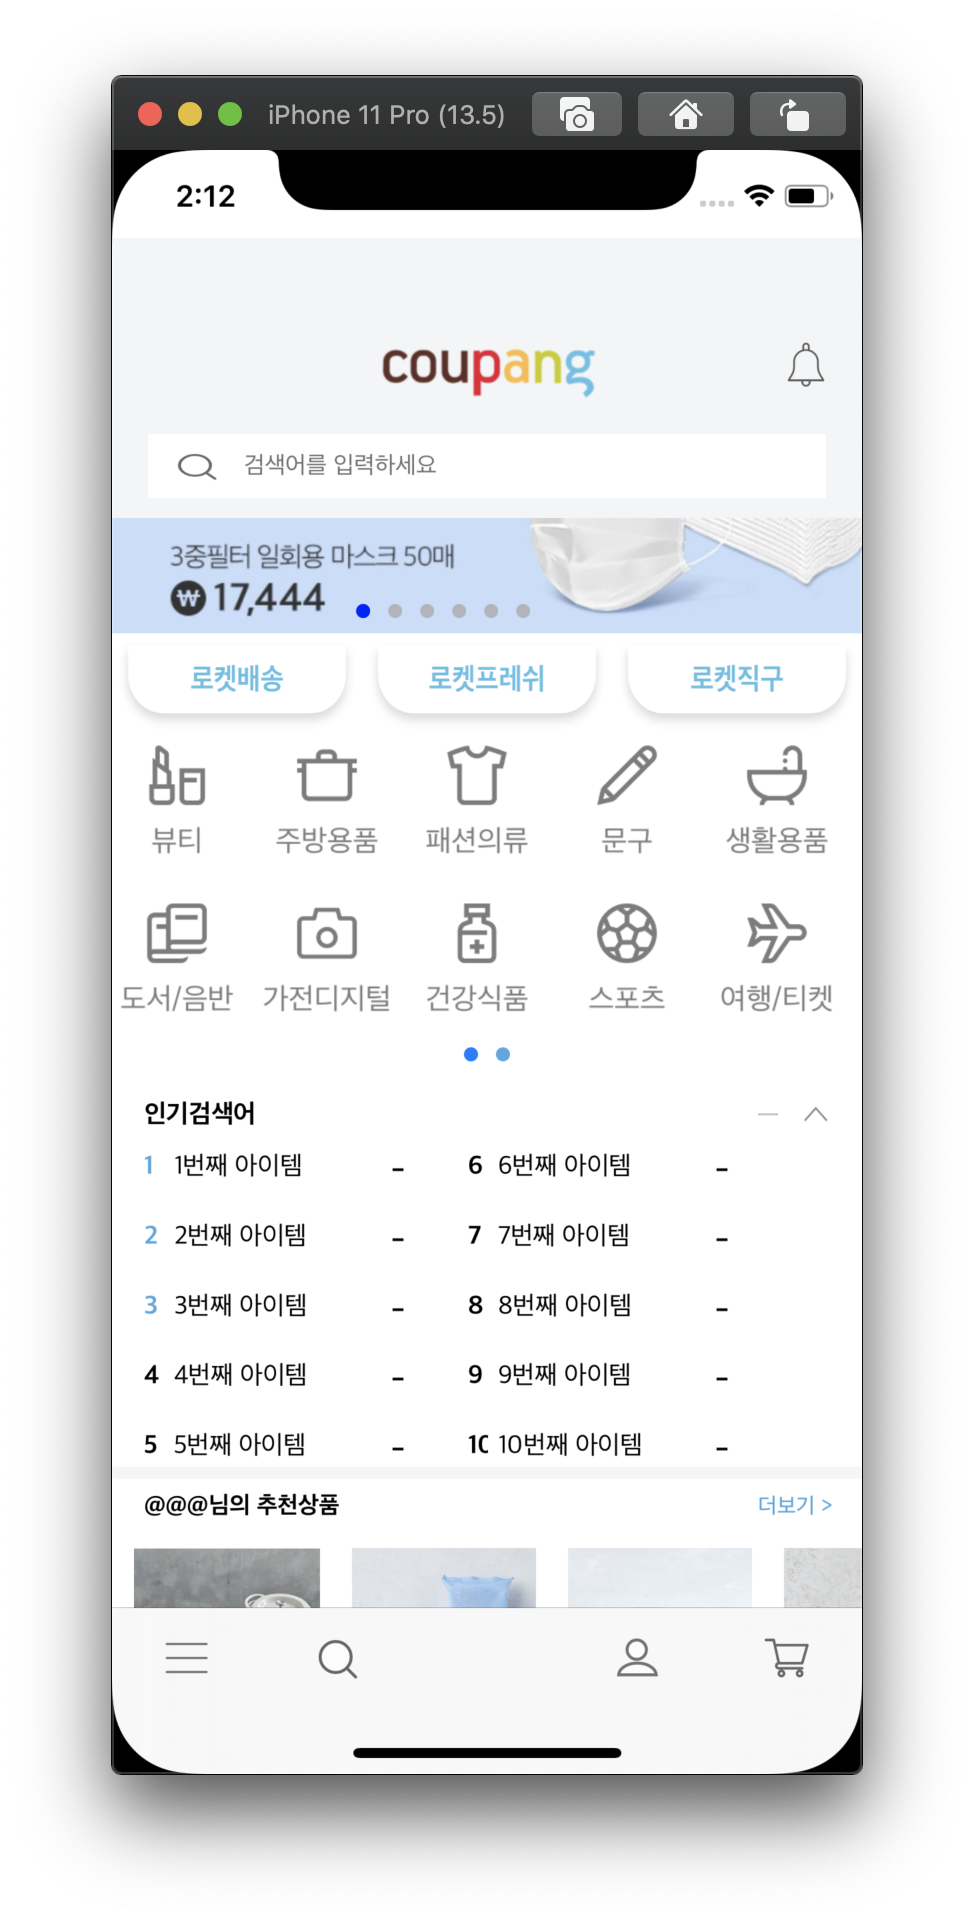 iPhone 11 Pro (13.5)
2:12
coupang
검색어를 입력하세요
3중필터 일회용 마스크 50매
₩ 17,444
로켓배송 로켓프레쉬 로켓직구
뷰티 주방용품 패션의류 문구 생활용품
도서/음반 가전디지털 건강식품 스포츠 여행/티켓
인기검색어
1 1번째 아이템 - 6 6번째 아이템 -
2 2번째 아이템 - 7 7번째 아이템 -
3 3번째 아이템 - 8 8번째 아이템 -
4 4번째 아이템 - 9 9번째 아이템 -
5 5번째 아이템 - 10 10번째 아이템 -
@@@님의 추천상품 더보기 >